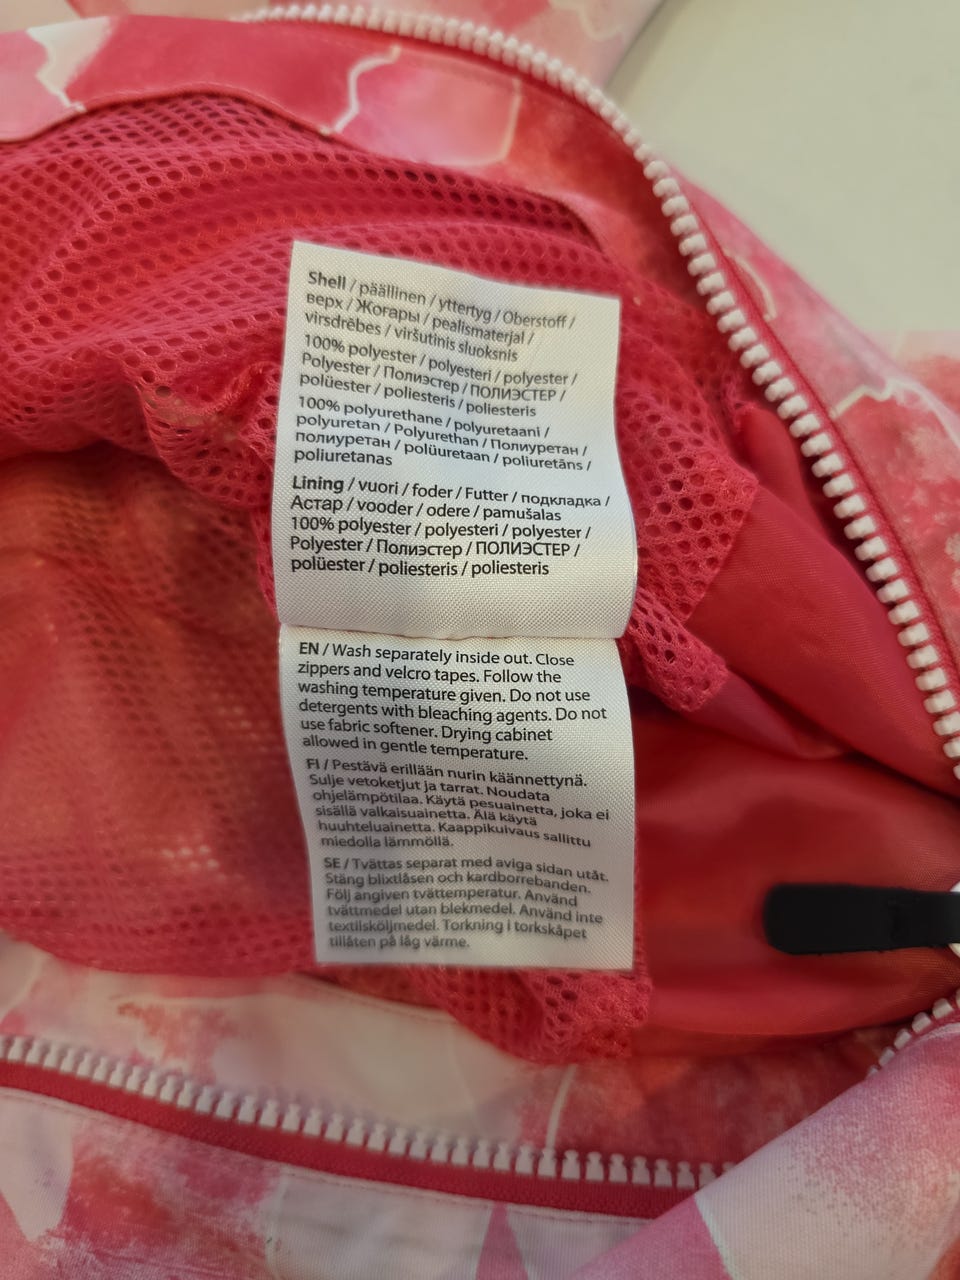 Shell / päällinen / yttertyg / Oberstoff /
верх / Жоғары / pealismaterjal /
virsdrēbes / viršutinis sluoksnis
100% polyester / polyesteri / polyester /
Polyester / Полиэстер / ПОЛИЭСТЕР /
polüester / poliesteris / poliesteris
100% polyurethane / polyuretaani /
polyuretan / Polyurethan / Полиуретан /
полиуретан / polüuretaan / poliuretāns /
poliuretanas
Lining / vuori / foder / Futter / подкладка /
Астар / vooder / odere / pamušalas
100% polyester / polyesteri / polyester /
Polyester / Полиэстер / ПОЛИЭСТЕР /
polüester / poliesteris / poliesteris
EN / Wash separately inside out. Close
zippers and velcro tapes. Follow the
washing temperature given. Do not use
detergents with bleaching agents. Do not
use fabric softener. Drying cabinet
allowed in gentle temperature.
FI / Pestävä erillään nurin käännettynä.
Sulje vetoketjut ja tarrat. Noudata
ohjelämpötilaa. Käytä pesuainetta, joka ei
sisällä valkaisuainetta. Älä käytä
huuhteluainetta. Kaappikuivaus sallittu
miedolla lämmöllä.
SE / Tvättas separat med aviga sidan utåt.
Stäng blixtlåsen och kardborrebanden.
Följ angiven tvättemperatur. Använd
tvättmedel utan blekmedel. Använd inte
textilsköljmedel. Torkning i torkskåpet
tillåten på låg värme.